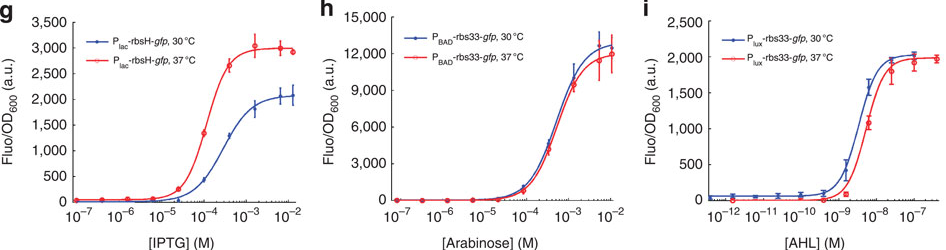 g
Fluo/OD600 (a.u.)
3,500
3,000
2,500
2,000
1,500
1,000
500
0
Plac-rbsH-gfp, 30 °C
Plac-rbsH-gfp, 37 °C
10−7 10−6 10−5 10−4 10−3 10−2
[IPTG] (M)
h
Fluo/OD600 (a.u.)
15,000
12,000
9,000
6,000
3,000
0
PBAD-rbs33-gfp, 30 °C
PBAD-rbs33-gfp, 37 °C
10−7 10−6 10−5 10−4 10−3 10−2
[Arabinose] (M)
i
Fluo/OD600 (a.u.)
2,500
2,000
1,500
1,000
500
0
Plux-rbs33-gfp, 30 °C
Plux-rbs33-gfp, 37 °C
10−12 10−11 10−10 10−9 10−8 10−7
[AHL] (M)